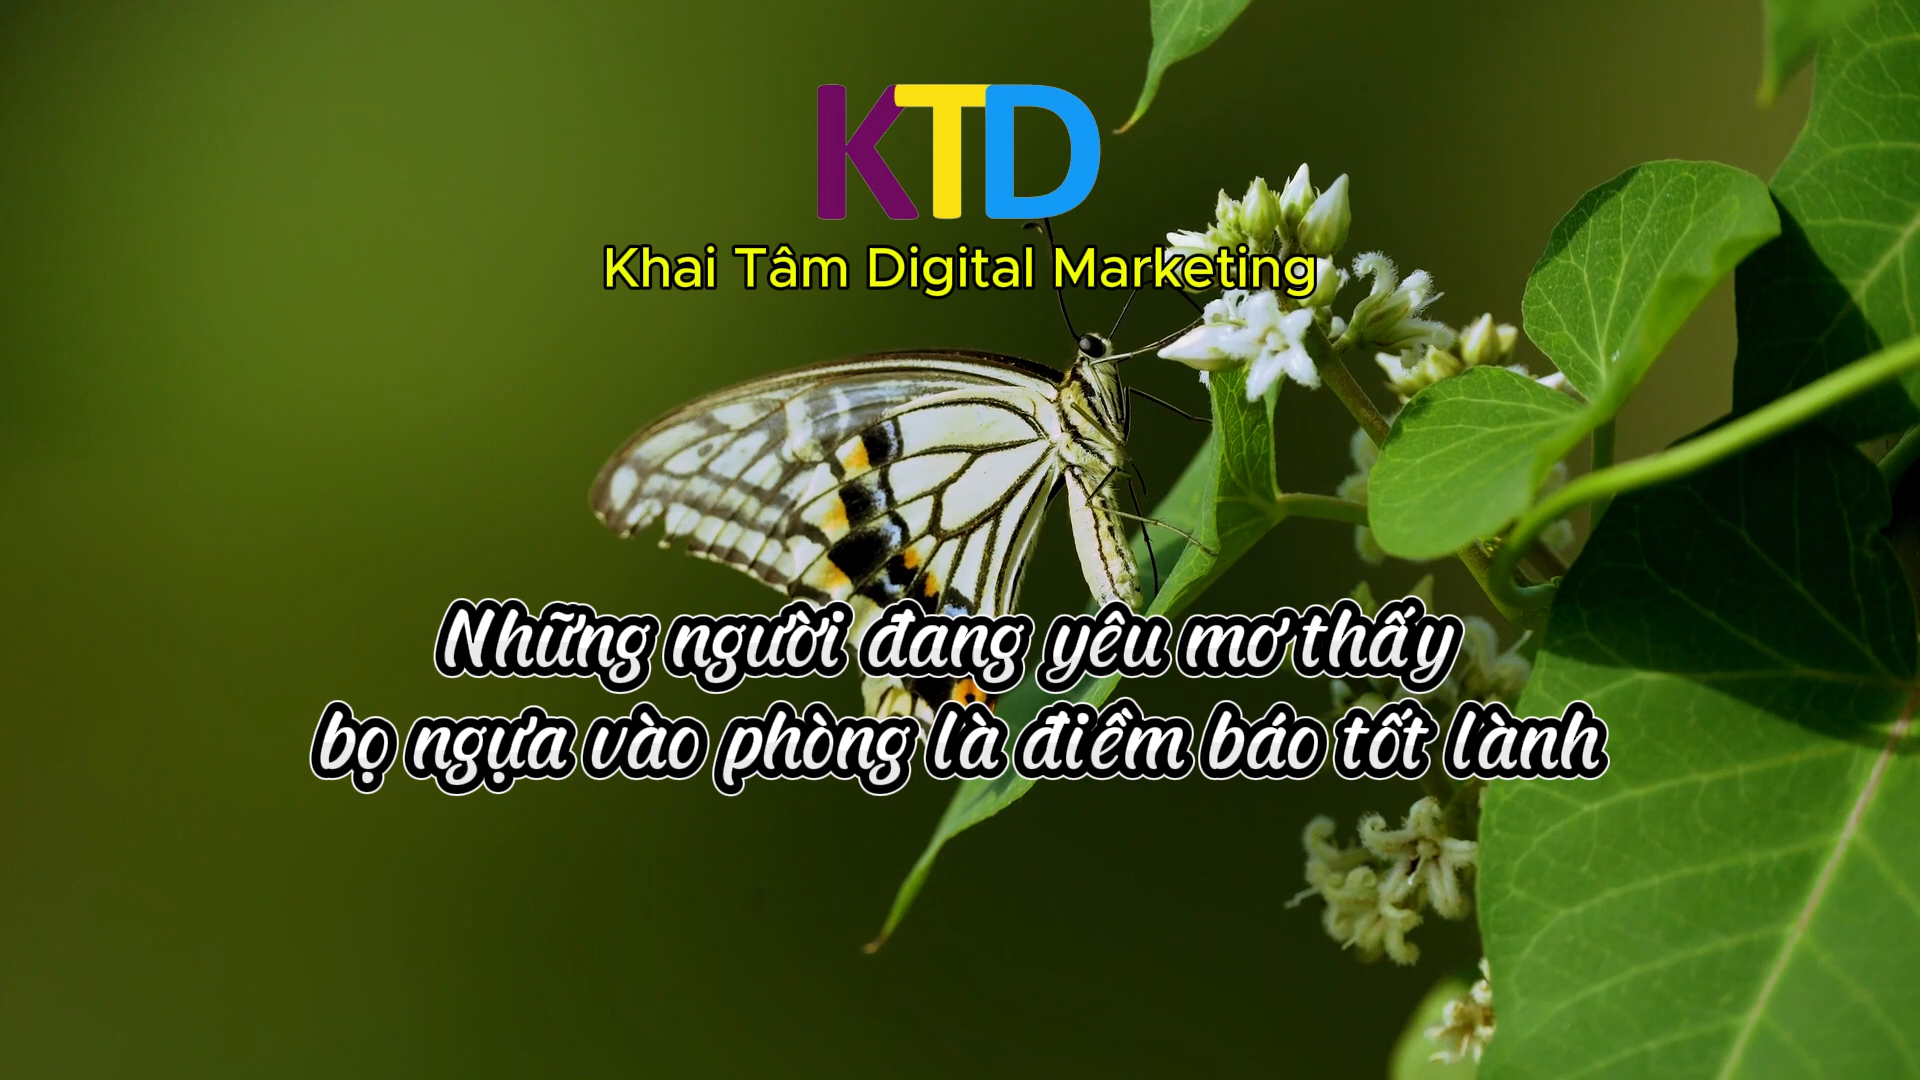 KTD
Khai Tâm Digital Marketing
Những người đang yêu mơ thấy
bọ ngựa vào phòng là điềm báo tốt lành